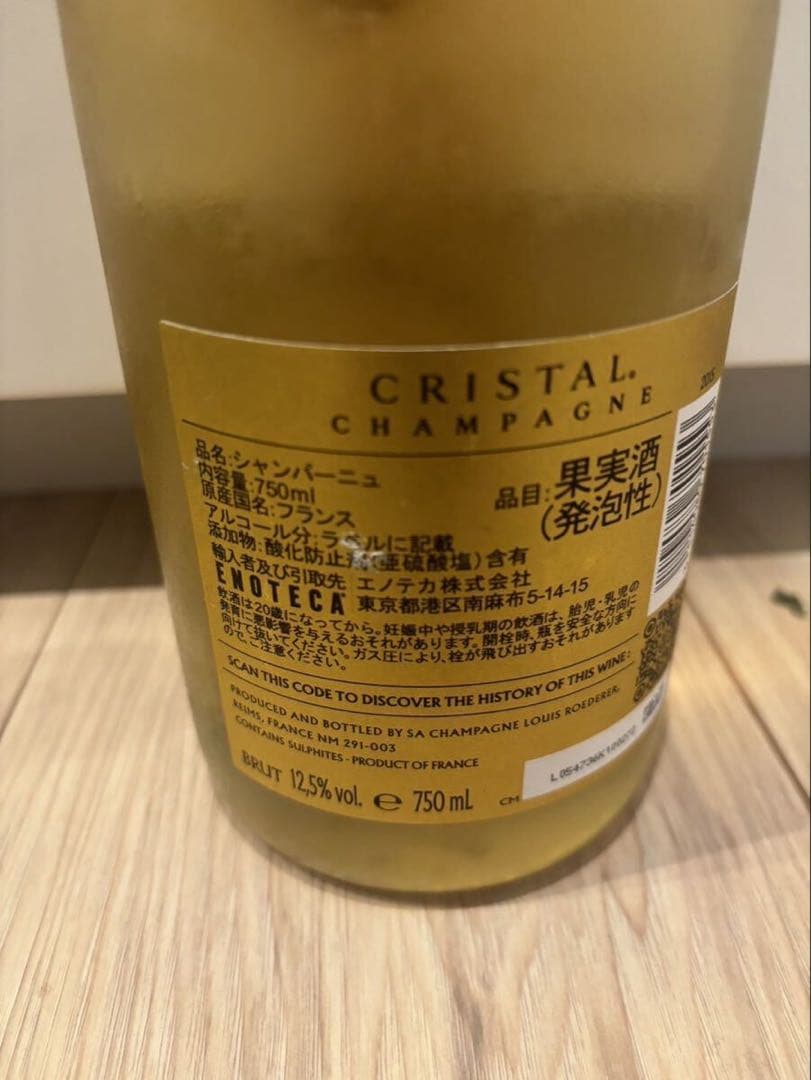 CRISTAL®
CHAMPAGNE
品名:シャンパーニュ
内容量:750ml
原産国名:フランス
アルコール分:ラベルに記載
添加物:酸化防止剤(亜硫酸塩)含有
品目:果実酒
(発泡性)
輸入者及び引取先 エノテカ株式会社
ENOTECA 東京都港区南麻布5-14-15
飲酒は20歳になってから。妊娠中や授乳期の飲酒は、胎児・乳児の
発育に悪影響を与えるおそれがあります。開栓時、瓶を安全な方向に
向けて抜いてください。ガス圧により、栓が飛び出すおそれがあります
ので、ご注意ください。
SCAN THIS CODE TO DISCOVER THE HISTORY OF THIS WINE :
PRODUCED AND BOTTLED BY SA CHAMPAGNE LOUIS ROEDERER,
REIMS, FRANCE NM 291-003
CONTAINS SULPHITES - PRODUCT OF FRANCE
BRUT 12,5% vol. e 750 mL CM